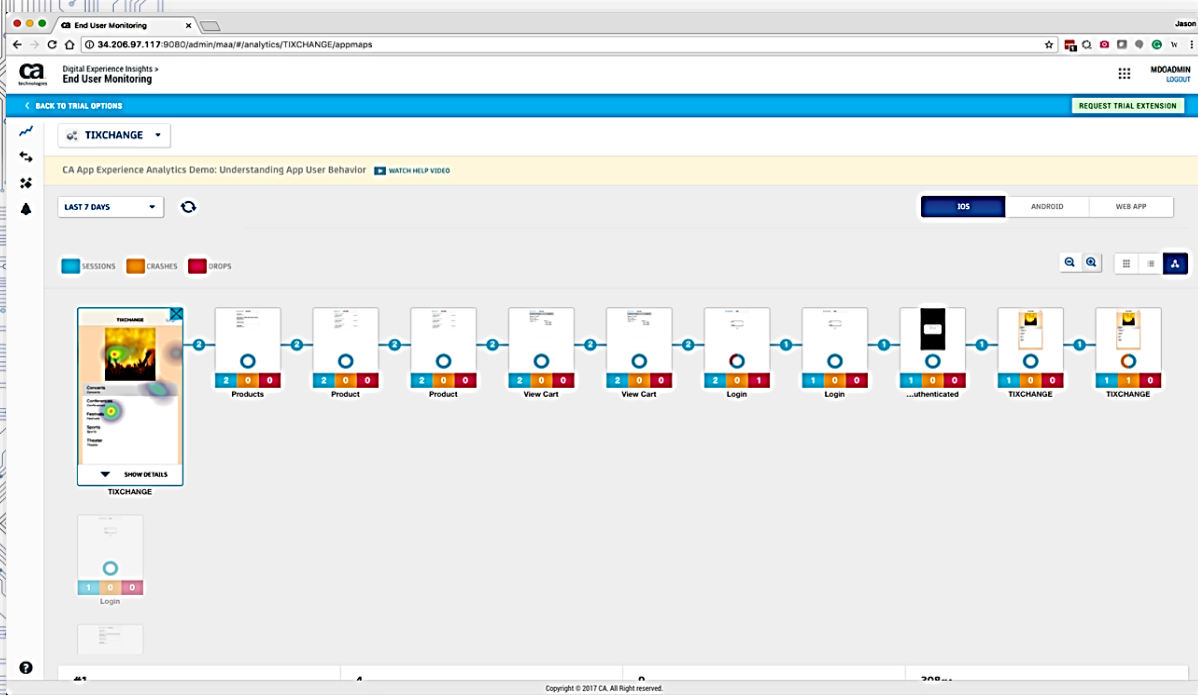 End User Monitoring
Jason
34.206.97.117:9080/admin/maa/#/analytics/TIXCHANGE/appmaps
ca
technologies
Digital Experience Insights >
End User Monitoring
MDOADMIN
LOGOUT
BACK TO TRIAL OPTIONS
REQUEST TRIAL EXTENSION
TIXCHANGE
CA App Experience Analytics Demo: Understanding App User Behavior
WATCH HELP VIDEO
LAST 7 DAYS
IOS
ANDROID
WEB APP
SESSIONS
CRASHES
DROPS
TIXCHANGE
Concerts
Concerts
Conferences
Festivals
Sports
Sports
Theater
Theater
SHOW DETAILS
TIXCHANGE
2 2 2 2 2 2 1 1 1 1
2 0 0
Products
2 0 0
Product
2 0 0
Product
2 0 0
View Cart
2 0 0
View Cart
2 0 1
Login
1 0 0
Login
1 0 0
...uthenticated
1 0 0
TIXCHANGE
1 1 0
TIXCHANGE
1 0 0
Login
Copyright © 2017 CA. All Right reserved.